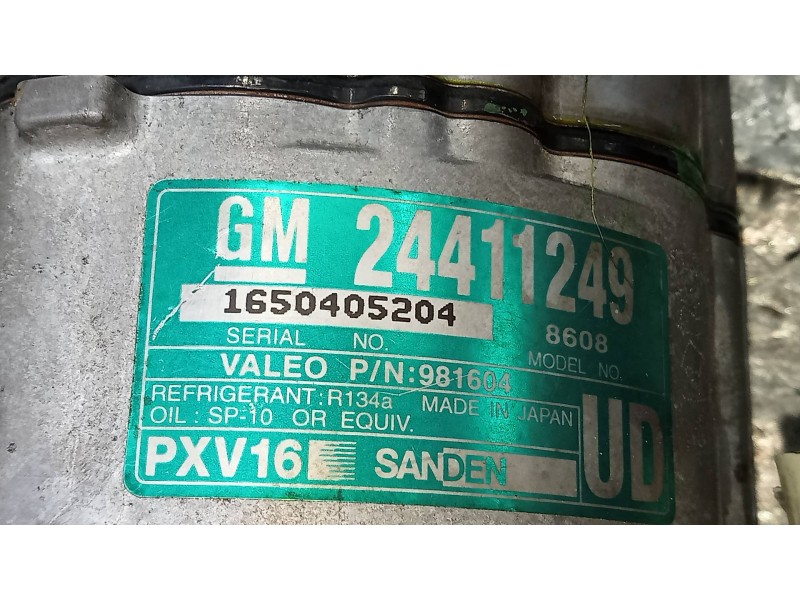 GM 24411249
1650405204 8608
SERIAL NO. MODEL NO.
VALEO P/N:981604
REFRIGERANT:R134a MADE IN JAPAN
OIL: SP-10 OR EQUIV.
PXV16 SANDEN UD